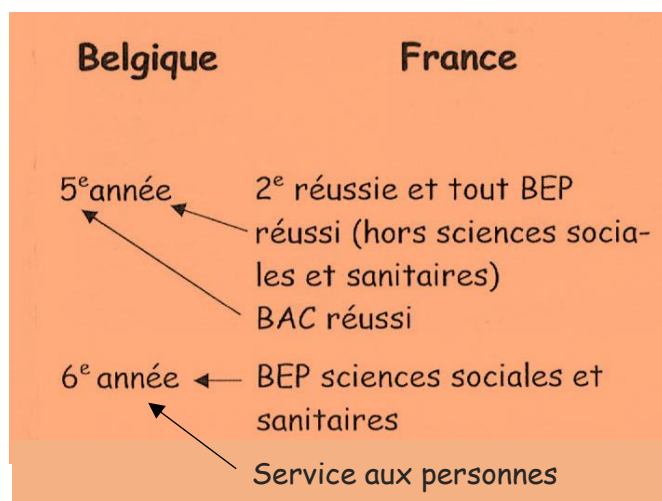 Belgique France
5e année 2e réussie et tout BEP
réussi (hors sciences socia-
les et sanitaires)
BAC réussi
6e année BEP sciences sociales et
sanitaires
Service aux personnes